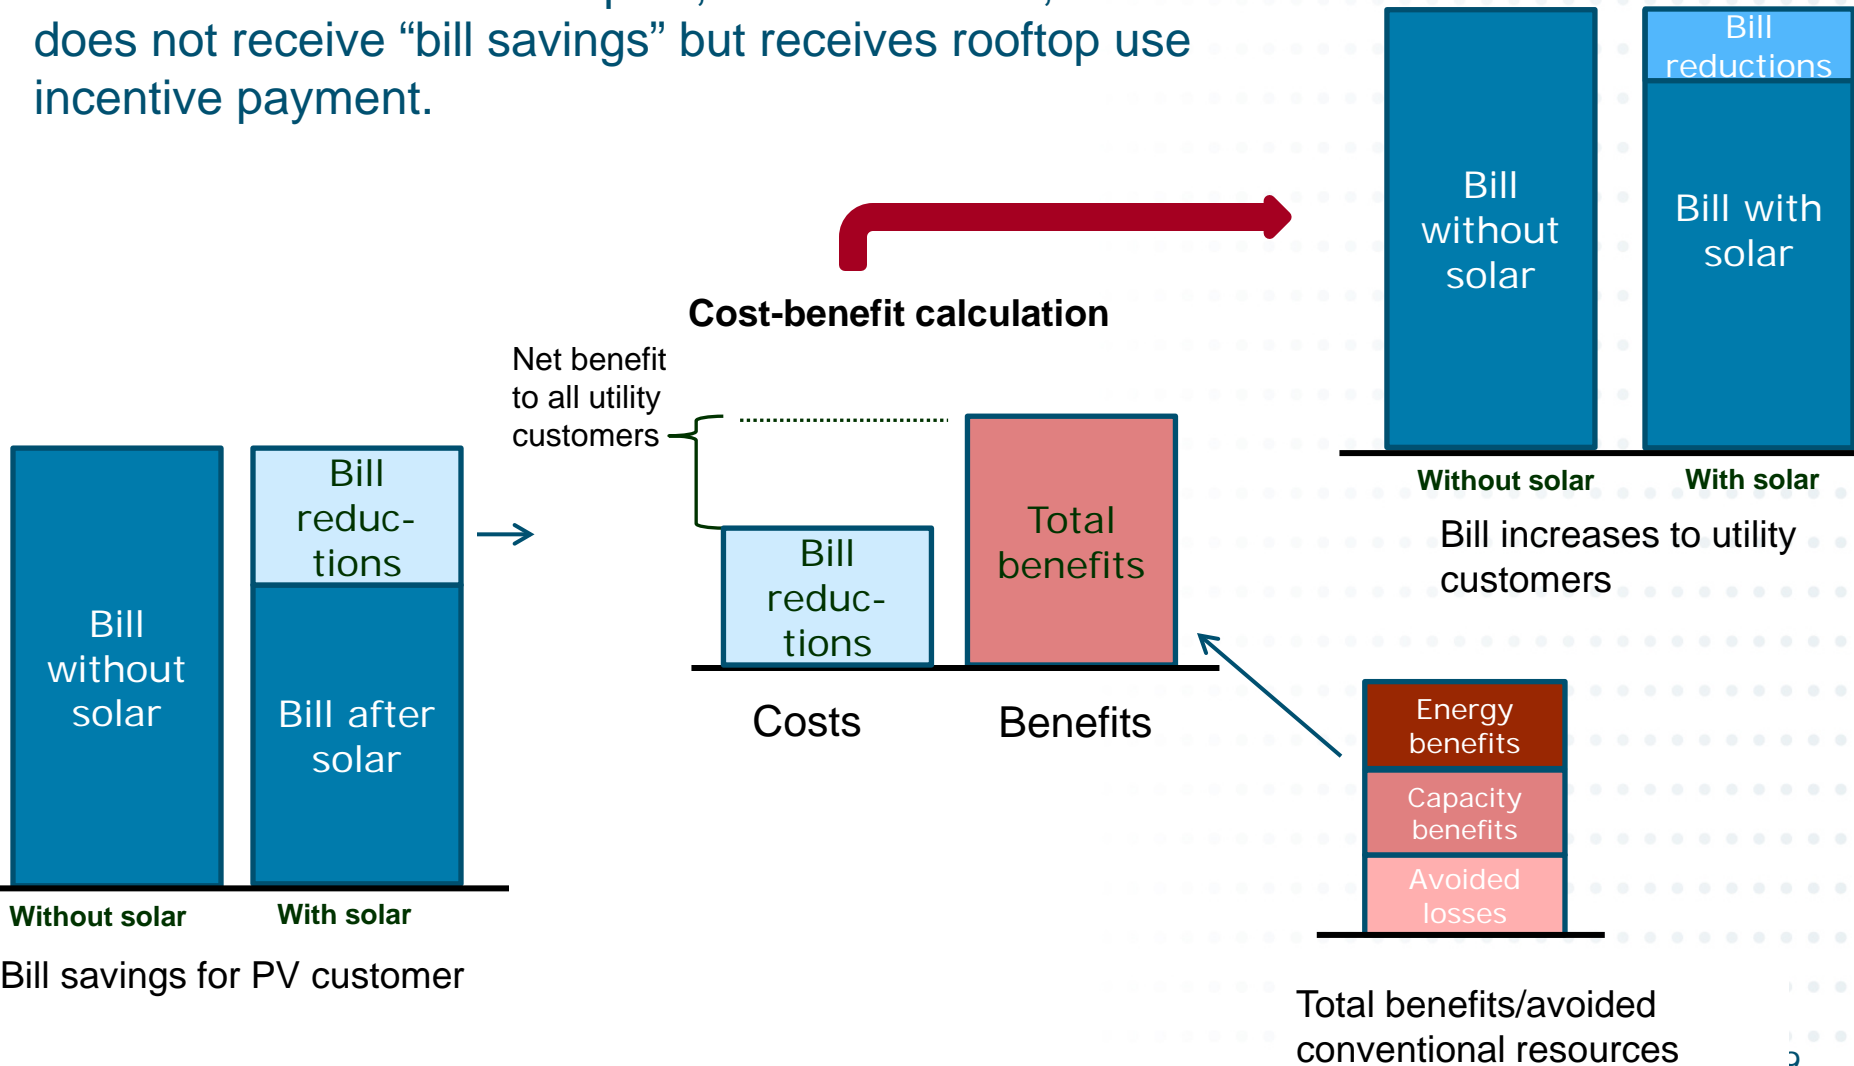 does not receive “bill savings” but receives rooftop use
incentive payment.
Bill
reductions
Bill
without
solar
Bill with
solar
Without solar
With solar
Bill increases to utility
customers
Cost-benefit calculation
Net benefit
to all utility
customers
Bill
reduc-
tions
Total
benefits
Costs
Benefits
Bill
without
solar
Bill
reduc-
tions
Bill after
solar
Without solar
With solar
Bill savings for PV customer
Energy
benefits
Capacity
benefits
Avoided
losses
Total benefits/avoided
conventional resources